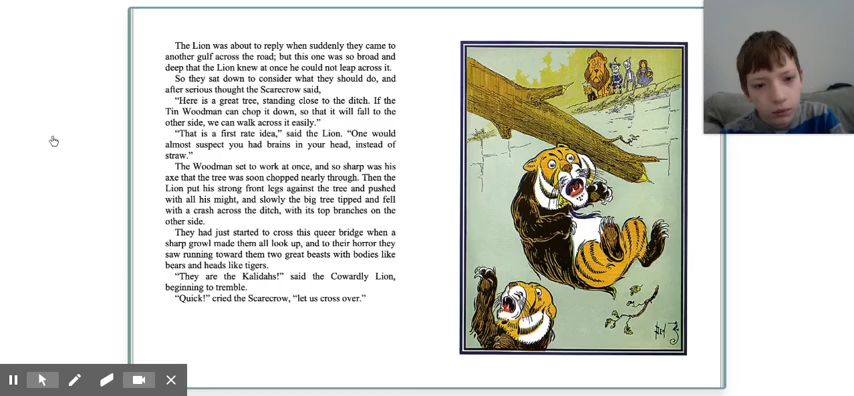 The Lion was about to reply when suddenly they came to
another gulf across the road; but this one was so broad and
deep that the Lion knew at once he could not leap across it.
So they sat down to consider what they should do, and
after serious thought the Scarecrow said,
“Here is a great tree, standing close to the ditch. If the
Tin Woodman can chop it down, so that it will fall to the
other side, we can walk across it easily.”
“That is a first rate idea,” said the Lion. “One would
almost suspect you had brains in your head, instead of
straw.”
The Woodman set to work at once, and so sharp was his
axe that the tree was soon chopped nearly through. Then the
Lion put his strong front legs against the tree and pushed
with all his might, and slowly the big tree tipped and fell
with a crash across the ditch, with its top branches on the
other side.
They had just started to cross this queer bridge when a
sharp growl made them all look up, and to their horror they
saw running toward them two great beasts with bodies like
bears and heads like tigers.
“They are the Kalidahs!” said the Cowardly Lion,
beginning to tremble.
“Quick!” cried the Scarecrow, “let us cross over.”